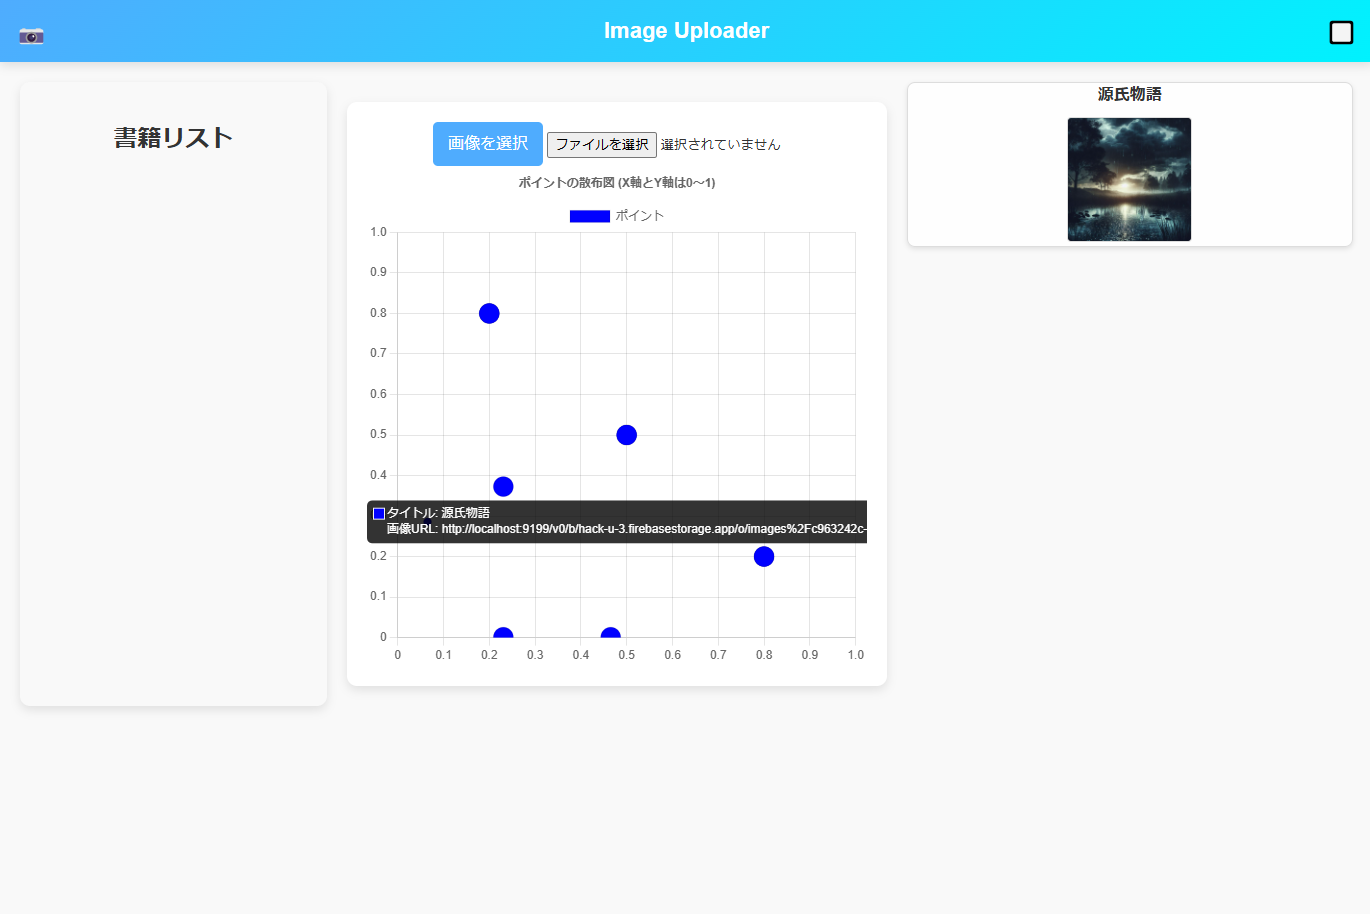 Image Uploader
書籍リスト
画像を選択 ファイルを選択 選択されていません
ポイントの散布図 (X軸とY軸は0～1)
ポイント
1.0
0.9
0.8
0.7
0.6
0.5
0.4
タイトル: 源氏物語
画像URL: http://localhost:9199/v0/b/hack-u-3.firebasestorage.app/o/images%2Fc963242c-
0.2
0.1
0
0 0.1 0.2 0.3 0.4 0.5 0.6 0.7 0.8 0.9 1.0
源氏物語